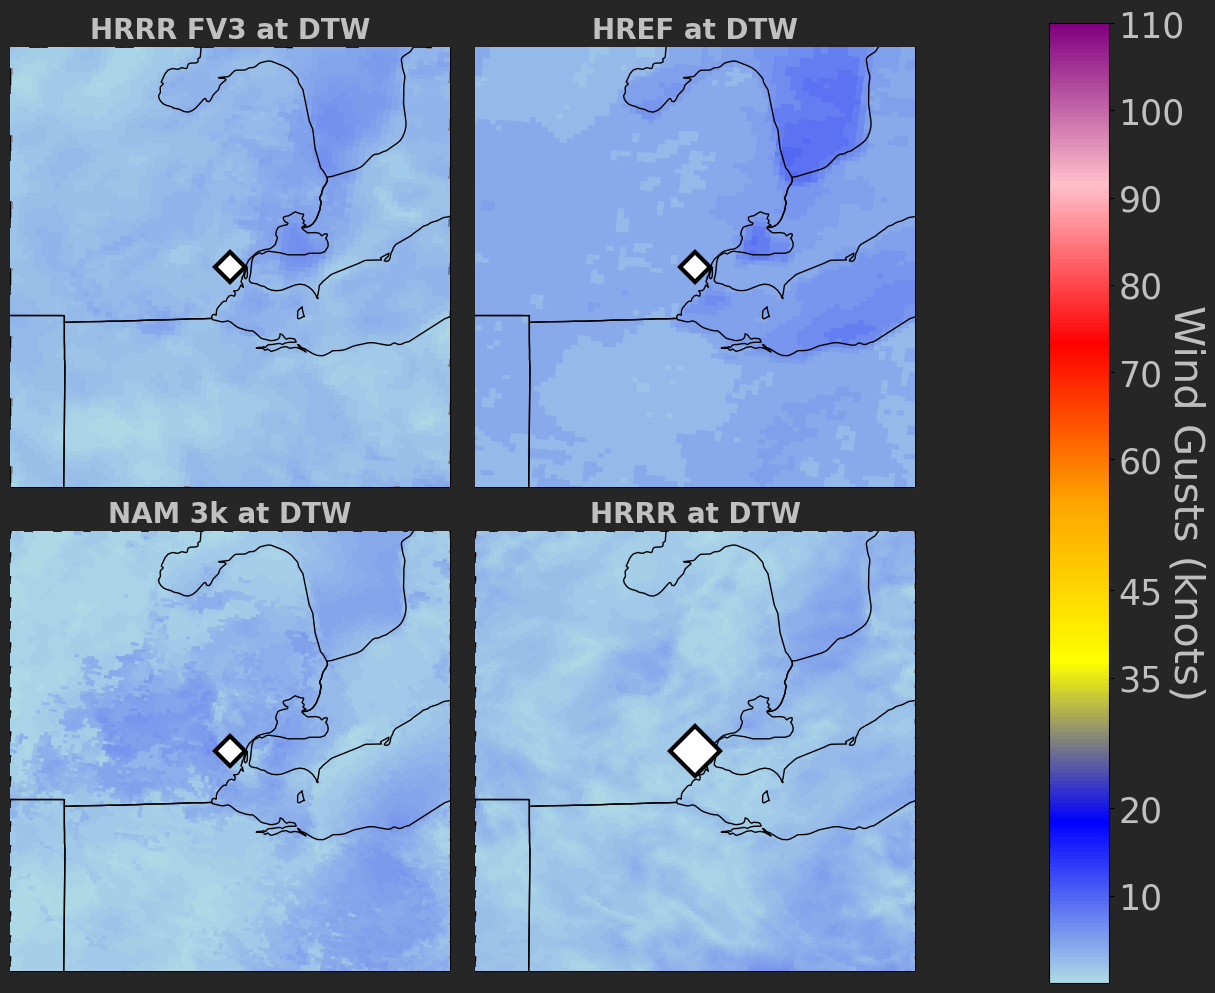 HRRR FV3 at DTW
HREF at DTW
NAM 3k at DTW
HRRR at DTW
110
100
90
80
70
60
45
35
20
10
Wind Gusts (knots)